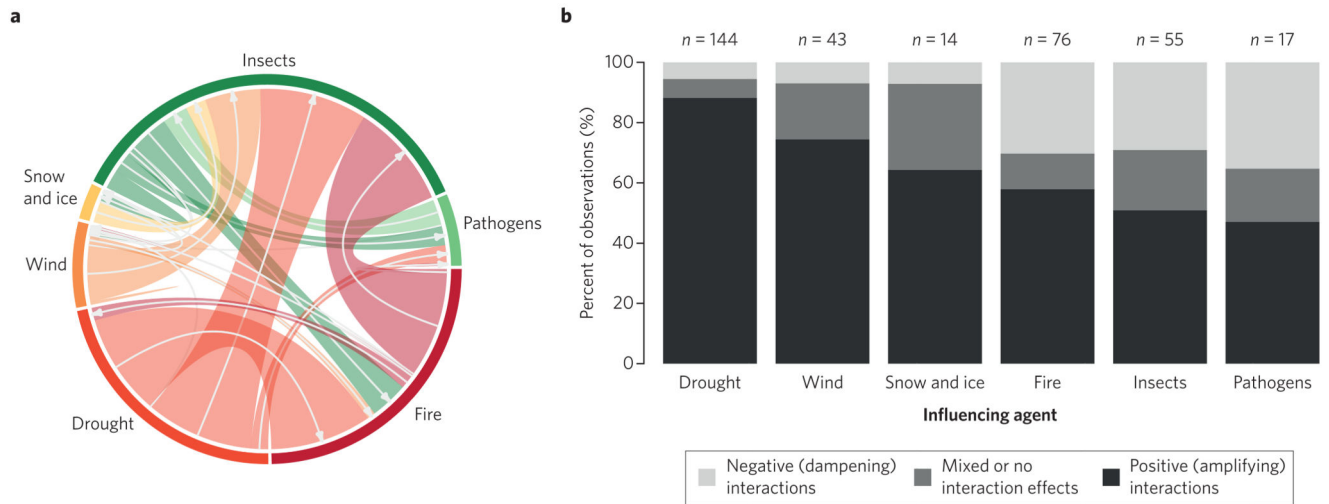 a
Insects
Snow
and ice
Pathogens
Wind
Drought
Fire
b
n = 144
n = 43
n = 14
n = 76
n = 55
n = 17
100
80
60
40
20
0
Percent of observations (%)
Drought
Wind
Snow and ice
Fire
Insects
Pathogens
Influencing agent
Negative (dampening)
interactions
Mixed or no
interaction effects
Positive (amplifying)
interactions